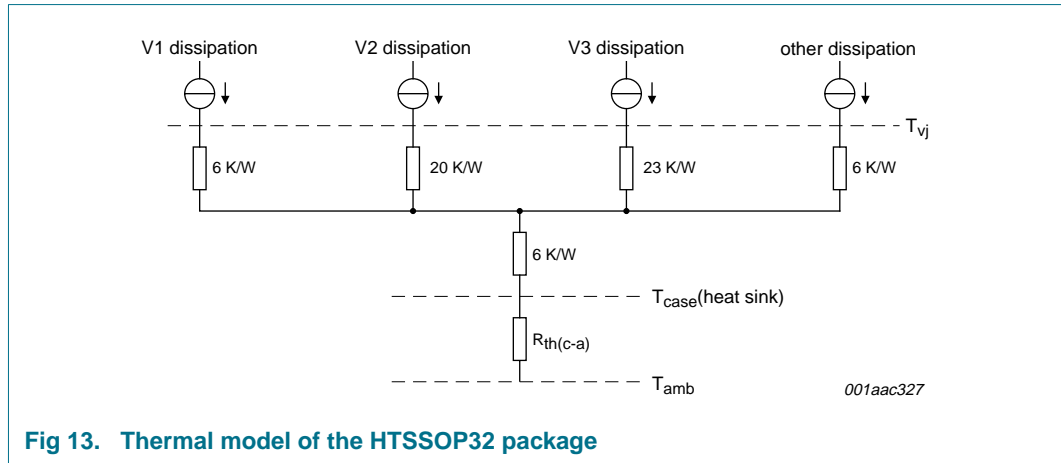 V1 dissipation V2 dissipation V3 dissipation other dissipation
Tvj
6 K/W 20 K/W 23 K/W 6 K/W
6 K/W
Tcase(heat sink)
Rth(c-a)
Tamb
001aac327
Fig 13. Thermal model of the HTSSOP32 package